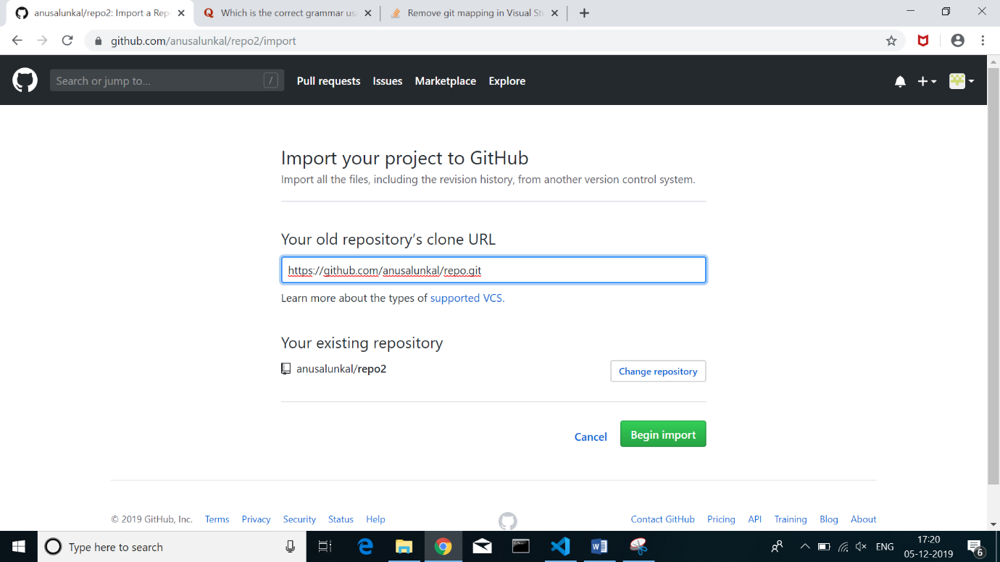 anusalunkal/repo2: Import a Rep
Which is the correct grammar usa
Remove git mapping in Visual Stu
github.com/anusalunkal/repo2/import
Search or jump to...
/
Pull requests
Issues
Marketplace
Explore
Import your project to GitHub
Import all the files, including the revision history, from another version control system.
Your old repository’s clone URL
https://github.com/anusalunkal/repo.git
Learn more about the types of supported VCS.
Your existing repository
anusalunkal/repo2
Change repository
Cancel
Begin import
© 2019 GitHub, Inc. Terms Privacy Security Status Help
Contact GitHub Pricing API Training Blog About
Type here to search
ENG
17:20
05-12-2019
6